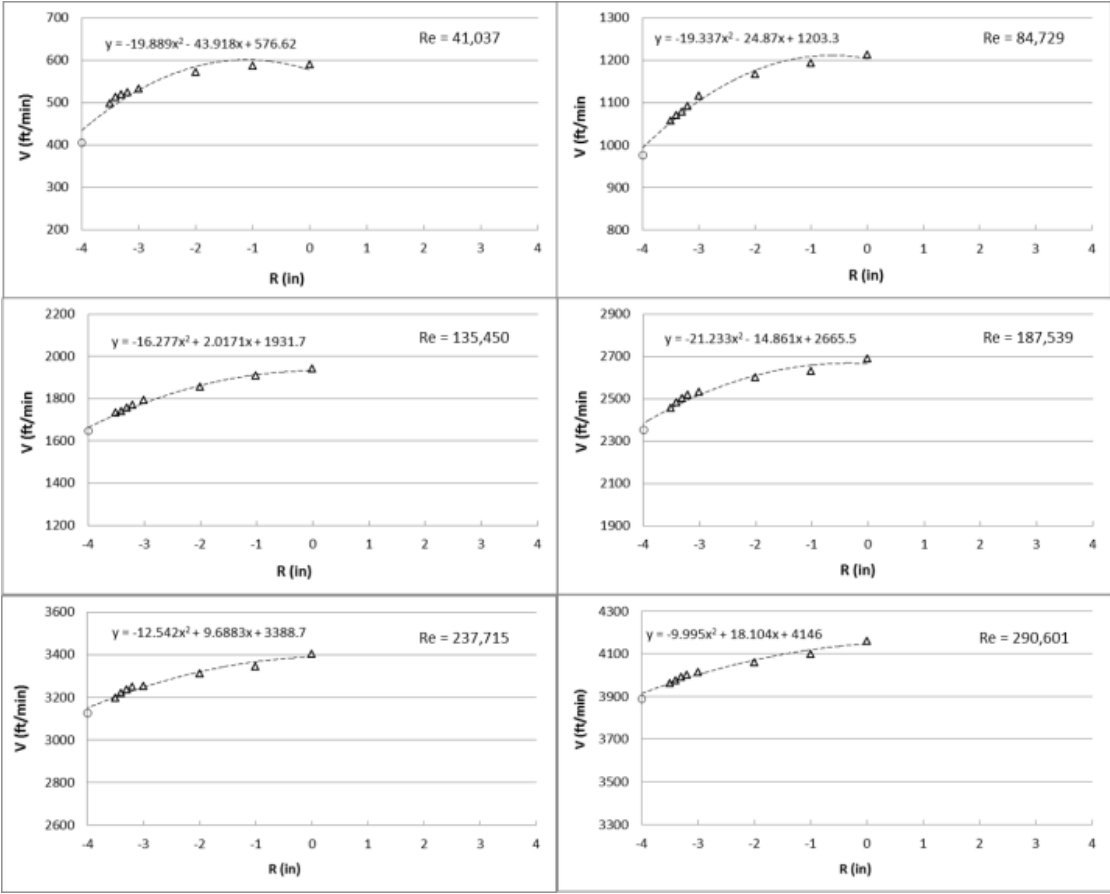 700
600
500
400
300
200
-4 -3 -2 -1 0 1 2 3 4
V (ft/min)
R (in)
y = -19.889x² - 43.918x + 576.62
Re = 41,037
1300
1200
1100
1000
900
800
-4 -3 -2 -1 0 1 2 3 4
V (ft/min)
R (in)
y = -19.337x² - 24.87x + 1203.3
Re = 84,729
2200
2000
1800
1600
1400
1200
-4 -3 -2 -1 0 1 2 3 4
V (ft/min
R (in)
y = -16.277x² + 2.0171x + 1931.7
Re = 135,450
2900
2700
2500
2300
2100
1900
-4 -3 -2 -1 0 1 2 3 4
V (ft/min
R (in)
y = -21.233x² - 14.861x + 2665.5
Re = 187,539
3600
3400
3200
3000
2800
2600
-4 -3 -2 -1 0 1 2 3 4
V (ft/min)
R (in)
y = -12.542x² + 9.6883x + 3388.7
Re = 237,715
4300
4100
3900
3700
3500
3300
-4 -3 -2 -1 0 1 2 3 4
V (ft/min)
R (in)
y = -9.995x² + 18.104x + 4146
Re = 290,601